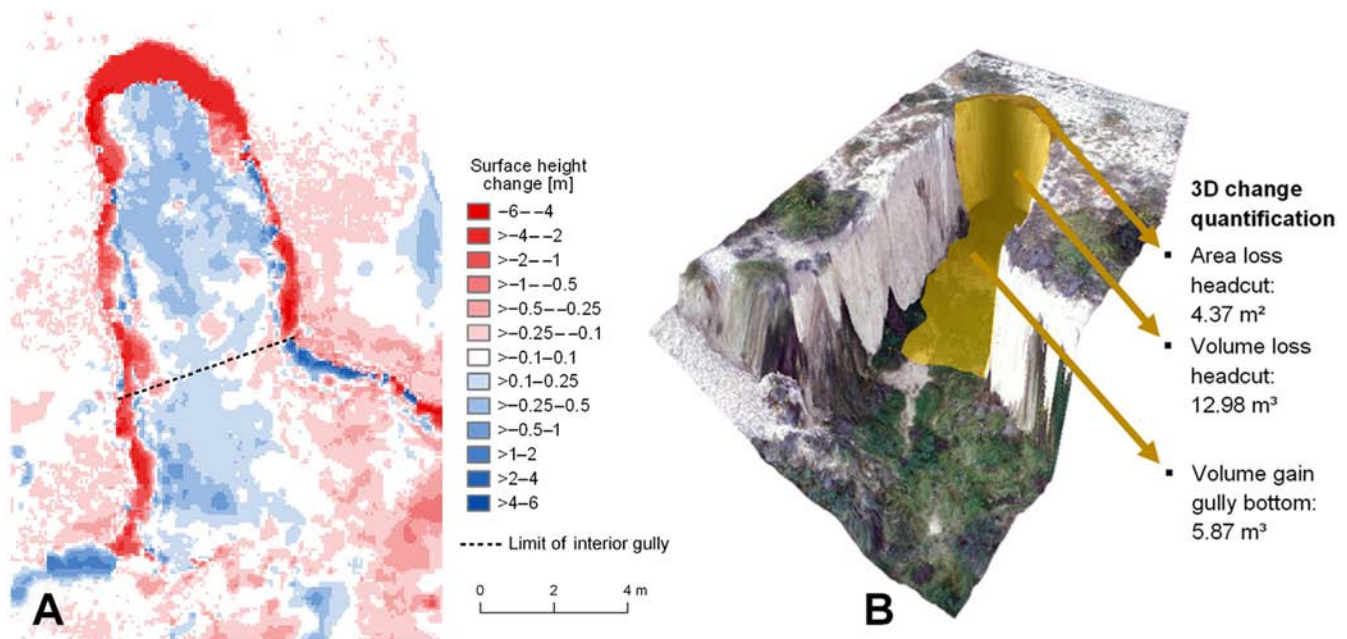 Surface height
change [m]
−6−−4
>−4−−2
>−2−−1
>−1−−0.5
>−0.5−−0.25
>−0.25−−0.1
>−0.1−0.1
>0.1−0.25
>−0.25−0.5
>−0.5−1
>1−2
>2−4
>4−6
Limit of interior gully
0 2 4 m
A
3D change
quantification
▪ Area loss
headcut:
4.37 m²
▪ Volume loss
headcut:
12.98 m³
▪ Volume gain
gully bottom:
5.87 m³
B